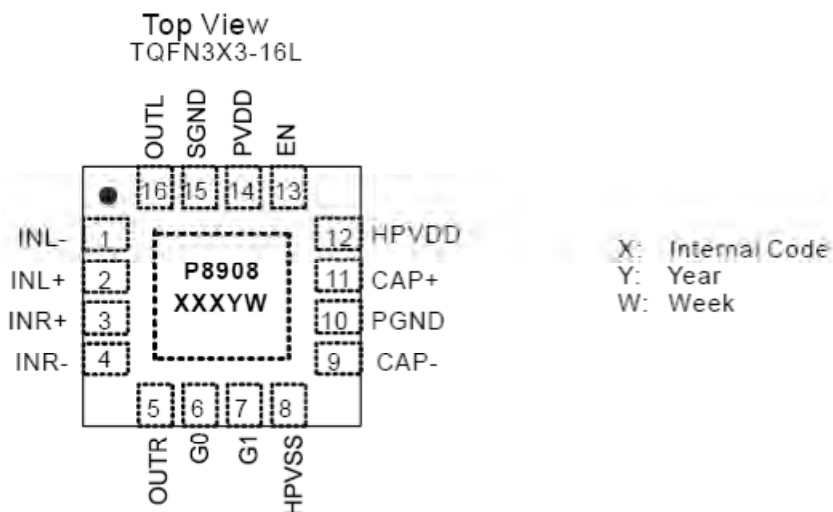 Top View
TQFN3X3-16L
OUTL SGND PVDD EN
16 15 14 13
INL- 1 12 HPVDD
INL+ 2 11 CAP+
INR+ 3 10 PGND
INR- 4 9 CAP-
P8908
XXXYW
5 6 7 8
OUTR G0 G1 HPVSS
X: Internal Code
Y: Year
W: Week